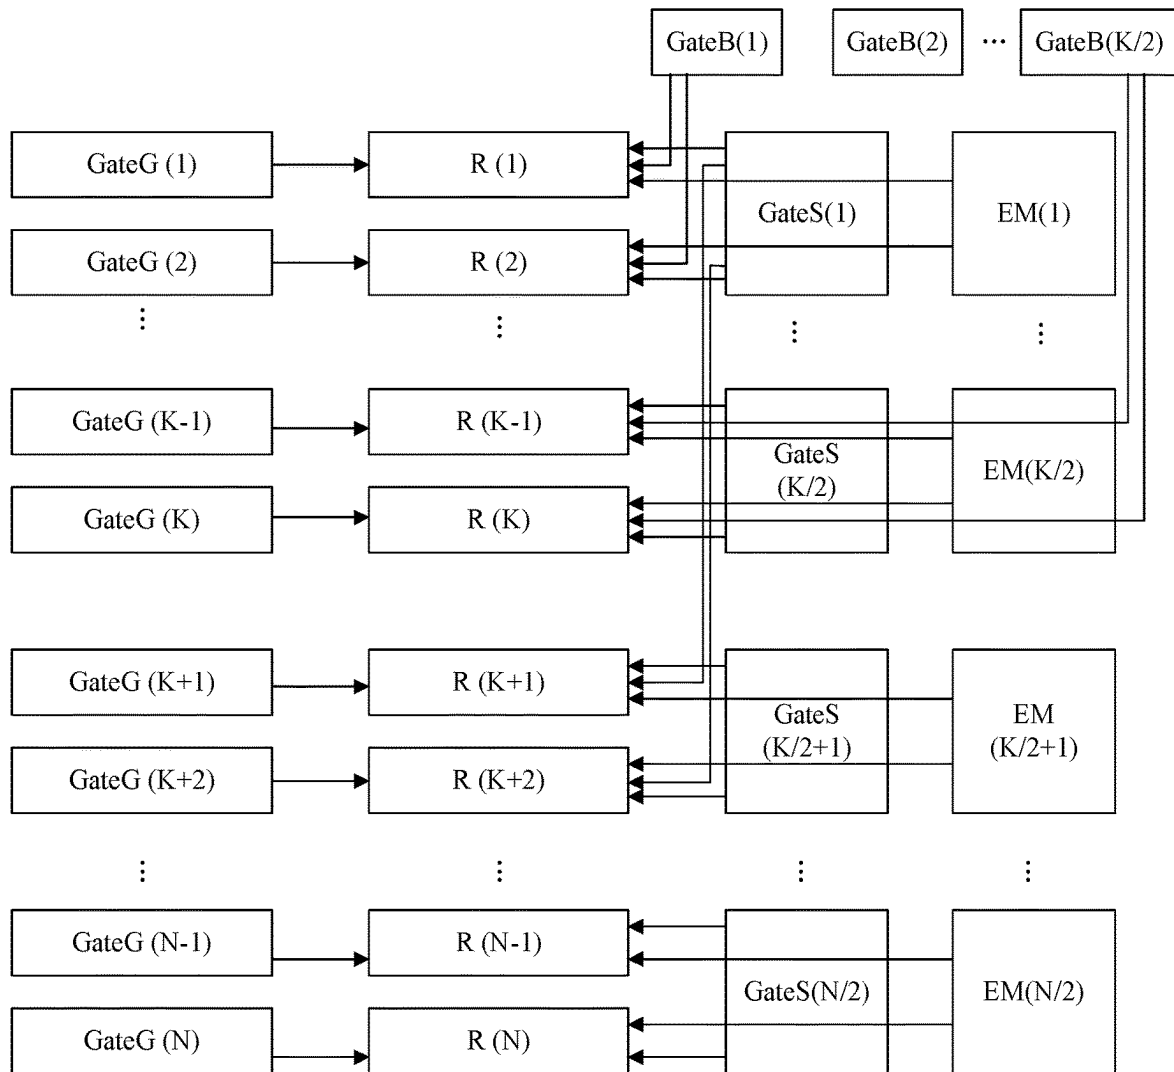 GateB(1) GateB(2) ... GateB(K/2)
GateG (1) R (1)
GateS(1) EM(1)
GateG (2) R (2)
⋮ ⋮ ⋮ ⋮
GateG (K-1) R (K-1)
GateS
(K/2)
EM(K/2)
GateG (K) R (K)
GateG (K+1) R (K+1)
GateS
(K/2+1)
EM
(K/2+1)
GateG (K+2) R (K+2)
⋮ ⋮ ⋮ ⋮
GateG (N-1) R (N-1)
GateS(N/2) EM(N/2)
GateG (N) R (N)